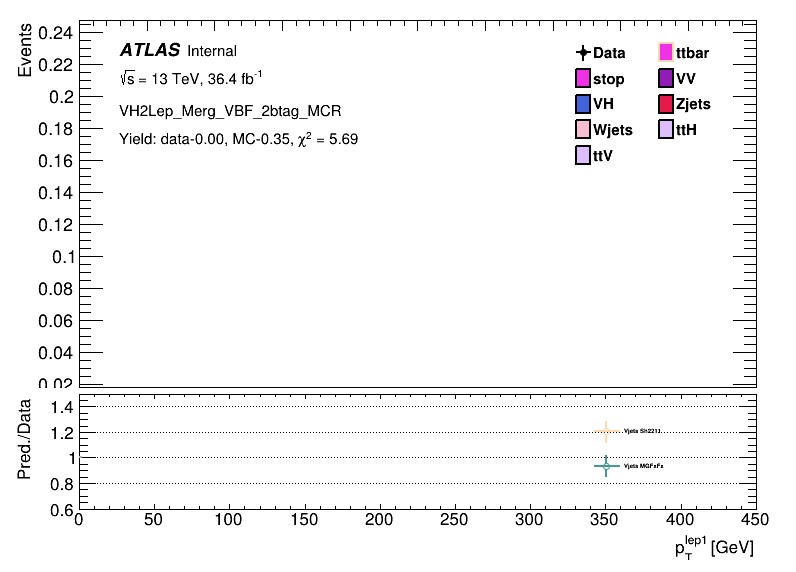 Events
0.24
0.22
0.2
0.18
0.16
0.14
0.12
0.1
0.08
0.06
0.04
0.02
ATLAS Internal
√s = 13 TeV, 36.4 fb⁻¹
VH2Lep_Merg_VBF_2btag_MCR
Yield: data-0.00, MC-0.35, χ² = 5.69
Data ttbar
stop VV
VH Zjets
Wjets ttH
ttV
Pred./Data
1.4
1.2
1
0.8
0.6
Vjets Sh2211
Vjets MGFxFx
0 50 100 150 200 250 300 350 400 450
p_T^lep1 [GeV]